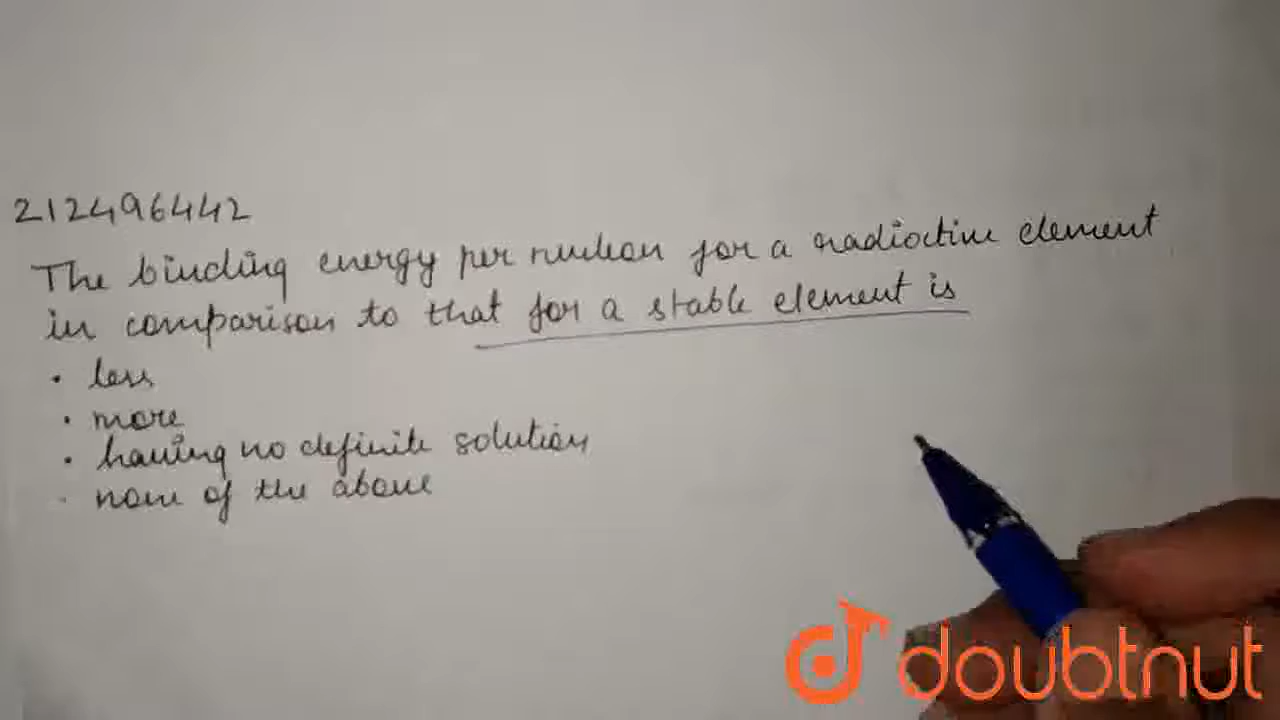 212496442
The binding energy per nucleon for a radioctive element
in comparison to that for a stable element is
• less
• more
• having no definite solution
• none of the above
doubtnut